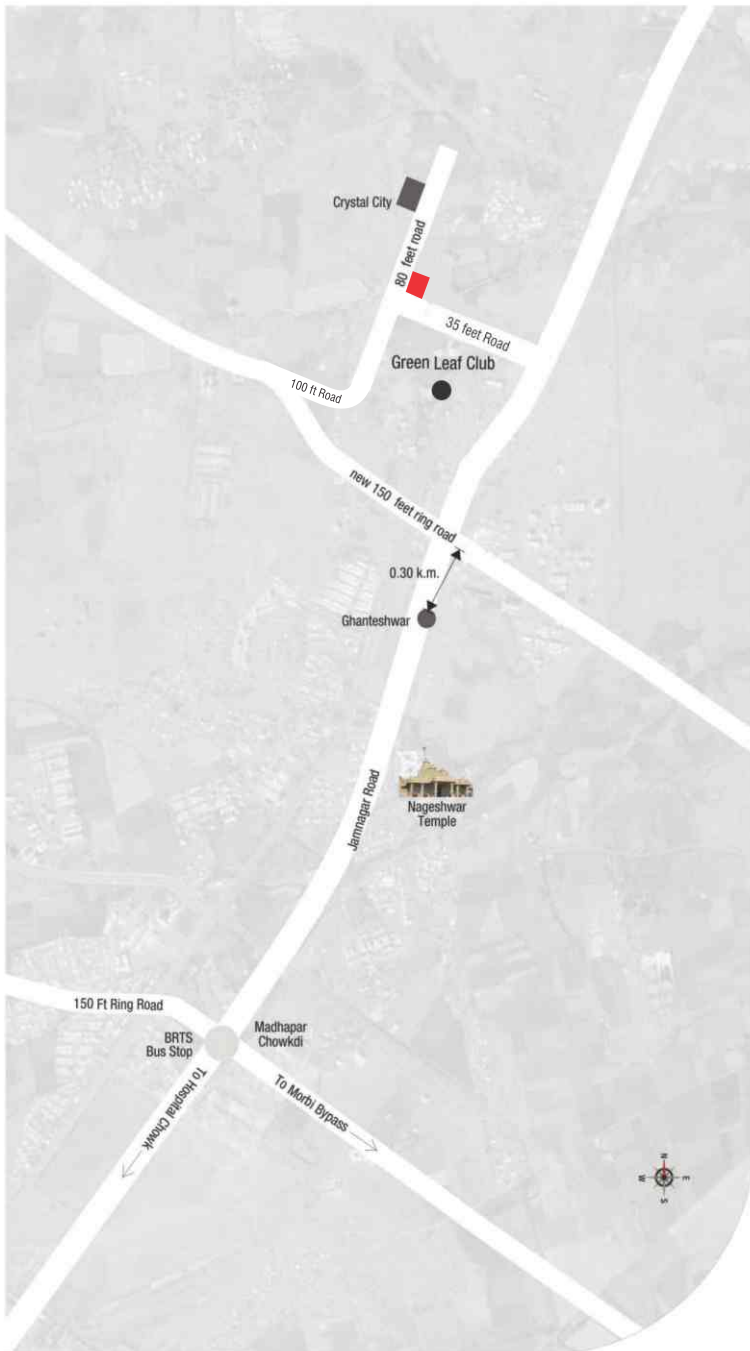 Crystal City
80 feet road
35 feet Road
Green Leaf Club
100 ft Road
new 150 feet ring road
0.30 k.m.
Ghanteshwar
Nageshwar
Temple
Jamnagar Road
150 Ft Ring Road
BRTS
Bus Stop
Madhapar
Chowkdi
To Hospital Chowk
To Morbi Bypass
N
W
E
S